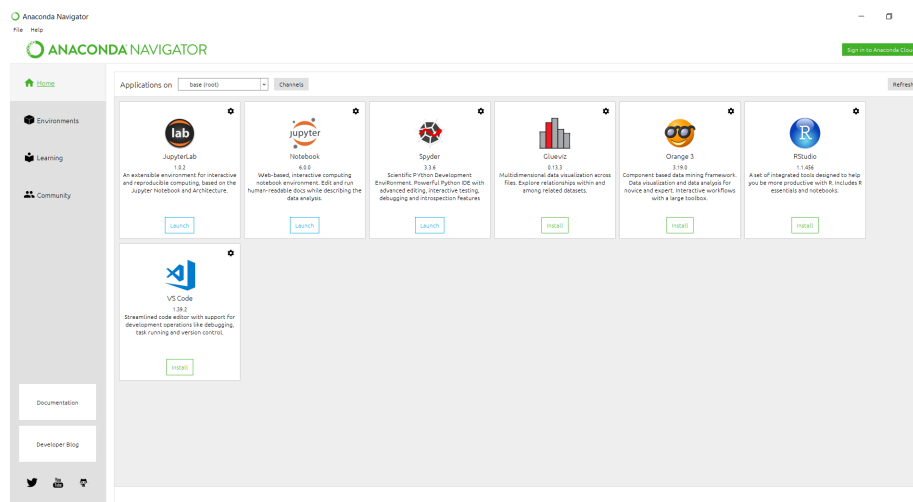 Anaconda Navigator
File Help
ANACONDA NAVIGATOR
Sign in to Anaconda Clou
Home
Environments
Learning
Community
Applications on base (root) Channels
Refresh
lab
JupyterLab
1.0.2
An extensible environment for interactive
and reproducible computing, based on the
Jupyter Notebook and Architecture.
Launch
jupyter
Notebook
6.0.0
Web-based, interactive computing
notebook environment. Edit and run
human-readable docs while describing the
data analysis.
Launch
Spyder
3.3.6
Scientific PYthon Development
EnviRonment. Powerful Python IDE with
advanced editing, interactive testing,
debugging and introspection features
Launch
Glueviz
0.13.3
Multidimensional data visualization across
files. Explore relationships within and
among related datasets.
Install
Orange 3
3.19.0
Component based data mining framework.
Data visualization and data analysis for
novice and expert. Interactive workflows
with a large toolbox.
Install
R
RStudio
1.1.456
A set of integrated tools designed to help
you be more productive with R. Includes R
essentials and notebooks.
Install
VS Code
1.39.2
Streamlined code editor with support for
development operations like debugging,
task running and version control.
Install
Documentation
Developer Blog
You
Tube